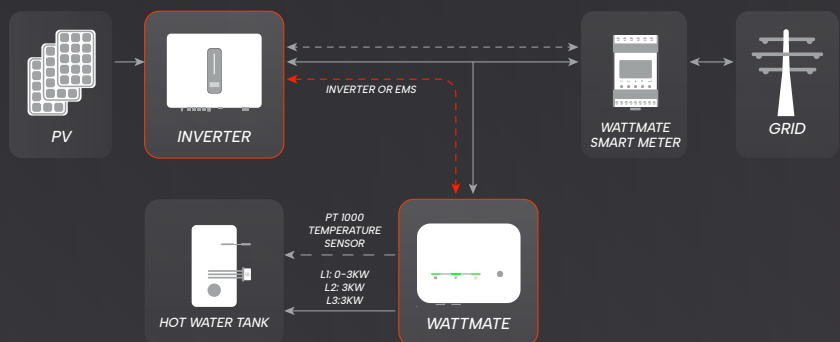 INVERTER OR EMS
PV
INVERTER
WATTMATE
SMART METER
GRID
PT 1000
TEMPERATURE
SENSOR
L1: 0-3KW
L2: 3KW
L3:3KW
HOT WATER TANK
WATTMATE